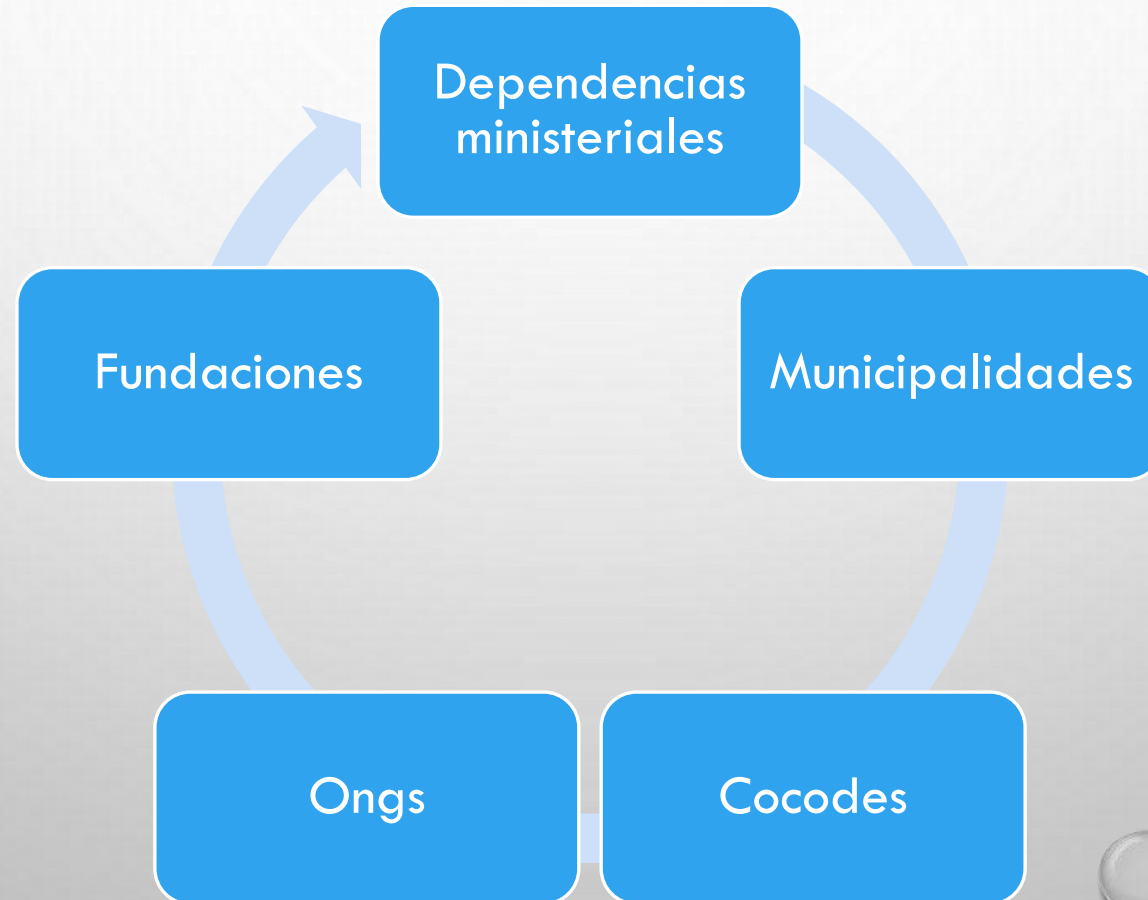 Dependencias
ministeriales
Municipalidades
Cocodes
Ongs
Fundaciones